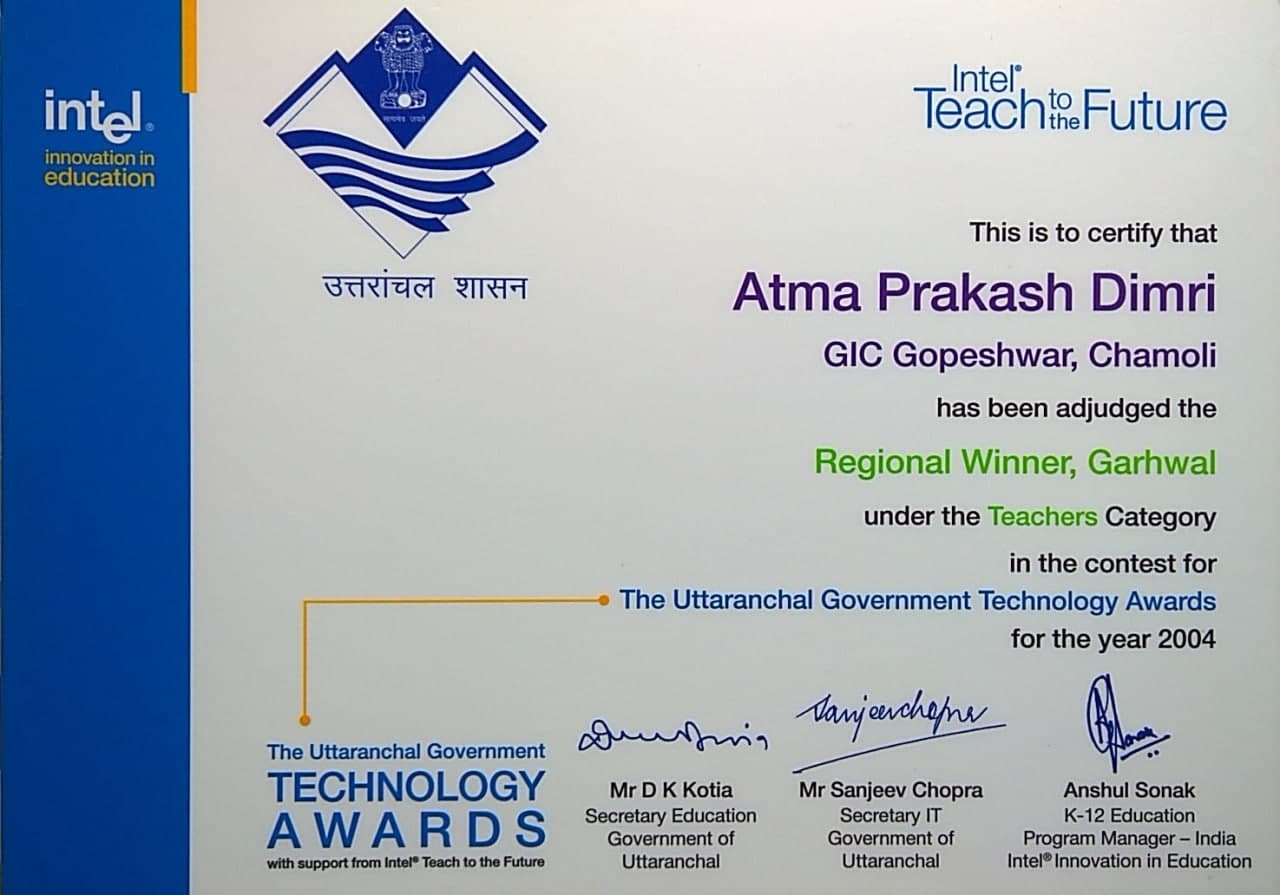 intel®
innovation in
education
सत्यमेव जयते
उत्तरांचल शासन
Intel®
Teach to the Future
This is to certify that
Atma Prakash Dimri
GIC Gopeshwar, Chamoli
has been adjudged the
Regional Winner, Garhwal
under the Teachers Category
in the contest for
The Uttaranchal Government Technology Awards
for the year 2004
The Uttaranchal Government
TECHNOLOGY
AWARDS
with support from Intel® Teach to the Future
Sanjeevchopra
Mr D K Kotia
Secretary Education
Government of
Uttaranchal
Mr Sanjeev Chopra
Secretary IT
Government of
Uttaranchal
Anshul Sonak
K-12 Education
Program Manager – India
Intel® Innovation in Education